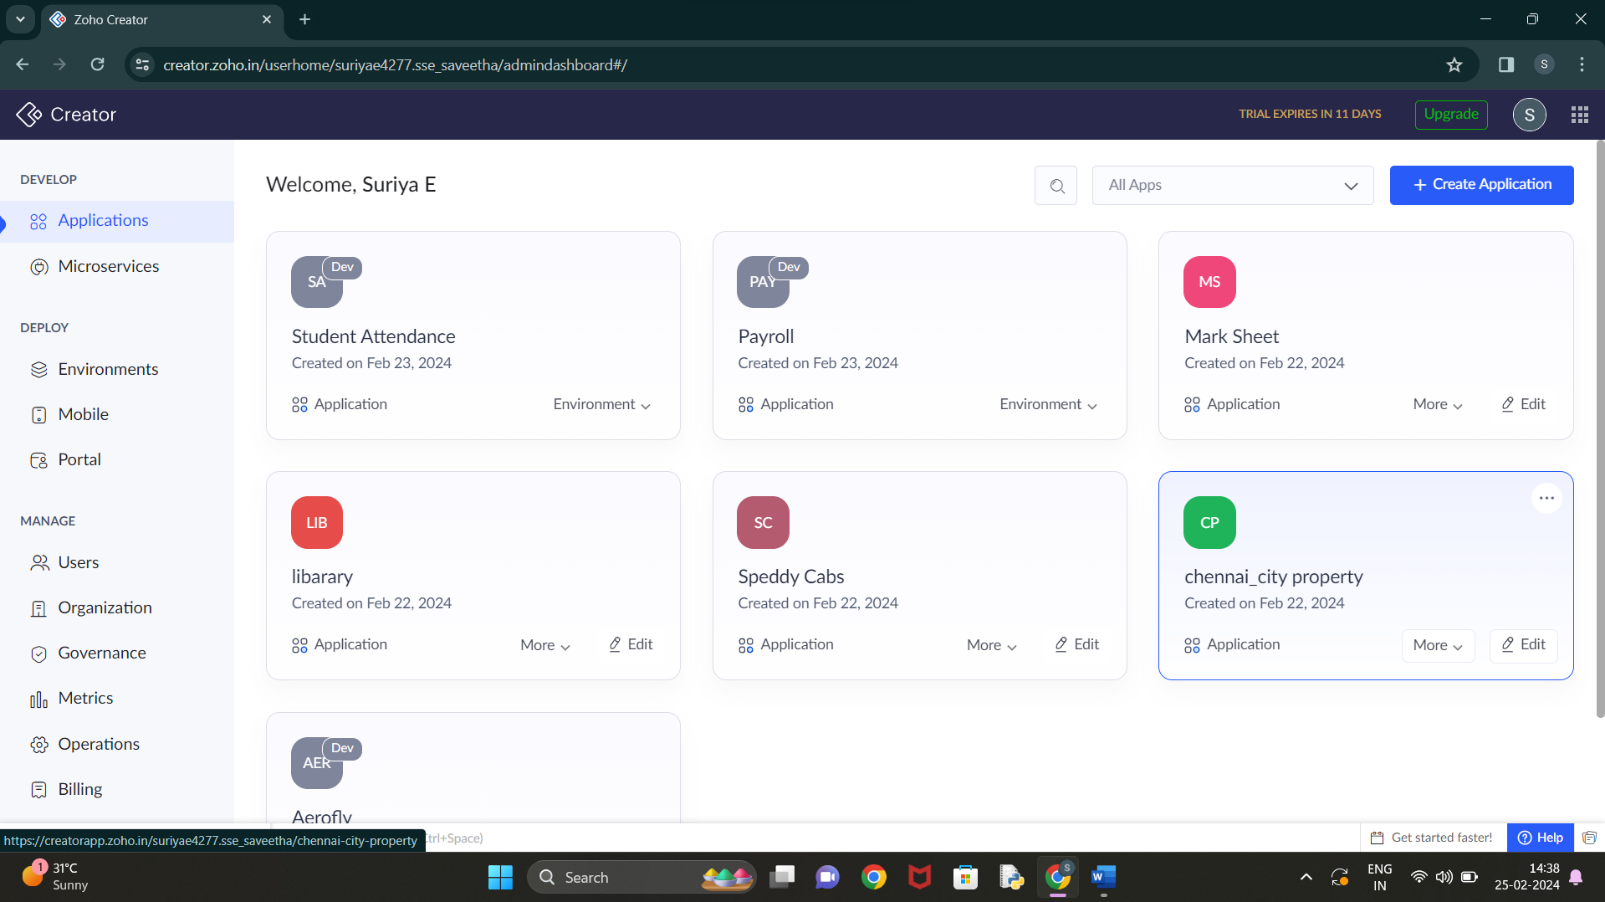 Zoho Creator
creator.zoho.in/userhome/suriyae4277.sse_saveetha/admindashboard#/
S
Creator
TRIAL EXPIRES IN 11 DAYS
Upgrade
S
DEVELOP
Applications
Microservices
DEPLOY
Environments
Mobile
Portal
MANAGE
Users
Organization
Governance
Metrics
Operations
Billing
Welcome, Suriya E
All Apps
+ Create Application
SA
Dev
Student Attendance
Created on Feb 23, 2024
Application
Environment
PAY
Dev
Payroll
Created on Feb 23, 2024
Application
Environment
MS
Mark Sheet
Created on Feb 22, 2024
Application
More
Edit
LIB
libarary
Created on Feb 22, 2024
Application
More
Edit
SC
Speddy Cabs
Created on Feb 22, 2024
Application
More
Edit
CP
chennai_city property
Created on Feb 22, 2024
Application
More
Edit
AER
Dev
Aerofly
https://creatorapp.zoho.in/suriyae4277.sse_saveetha/chennai-city-property
trl+Space)
Get started faster!
Help
1
31°C
Sunny
Search
S
W
ENG
IN
14:38
25-02-2024